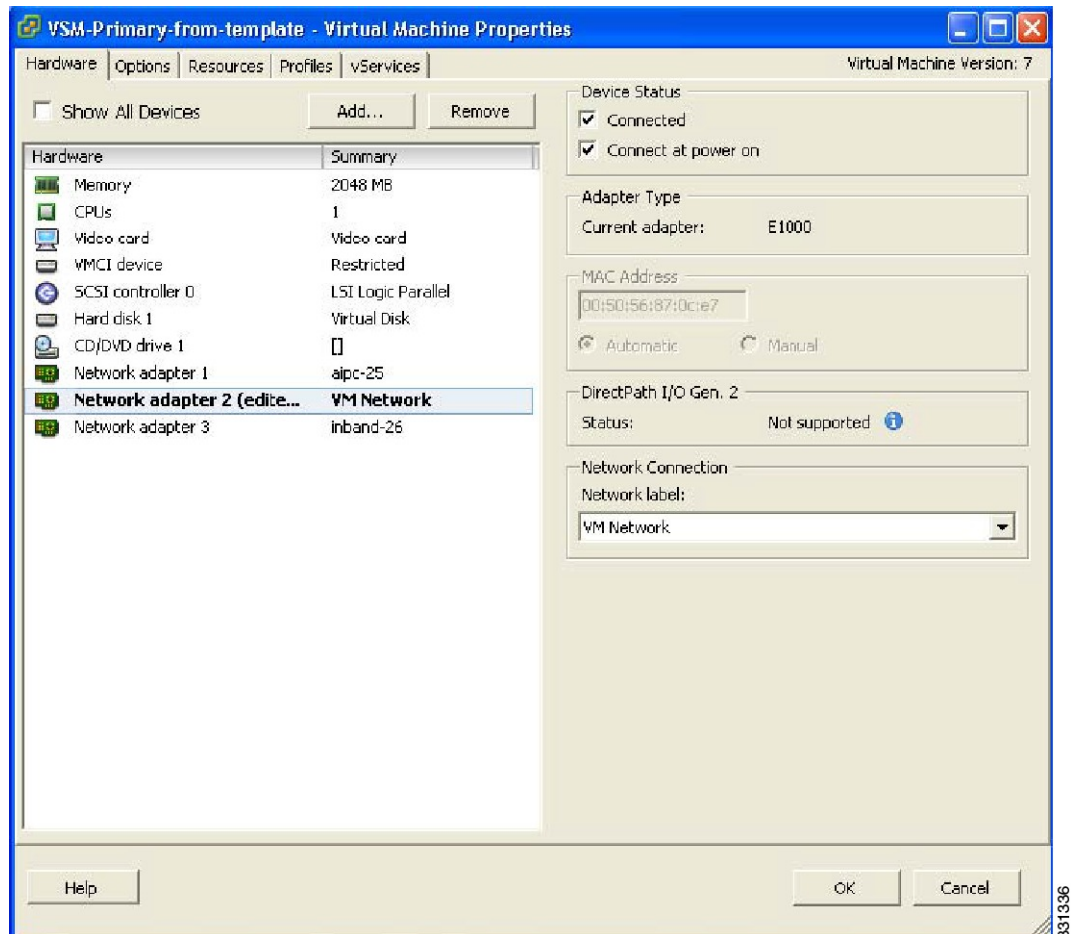 VSM-Primary-from-template - Virtual Machine Properties
Hardware Options Resources Profiles vServices Virtual Machine Version: 7
Show All Devices Add... Remove
Hardware Summary
Memory 2048 MB
CPUs 1
Video card Video card
VMCI device Restricted
SCSI controller 0 LSI Logic Parallel
Hard disk 1 Virtual Disk
CD/DVD drive 1 []
Network adapter 1 aipc-25
Network adapter 2 (edite... VM Network
Network adapter 3 inband-26
Device Status
Connected
Connect at power on
Adapter Type
Current adapter: E1000
MAC Address
00:50:56:87:0c:e7
Automatic Manual
DirectPath I/O Gen. 2
Status: Not supported
Network Connection
Network label:
VM Network
Help OK Cancel
331336